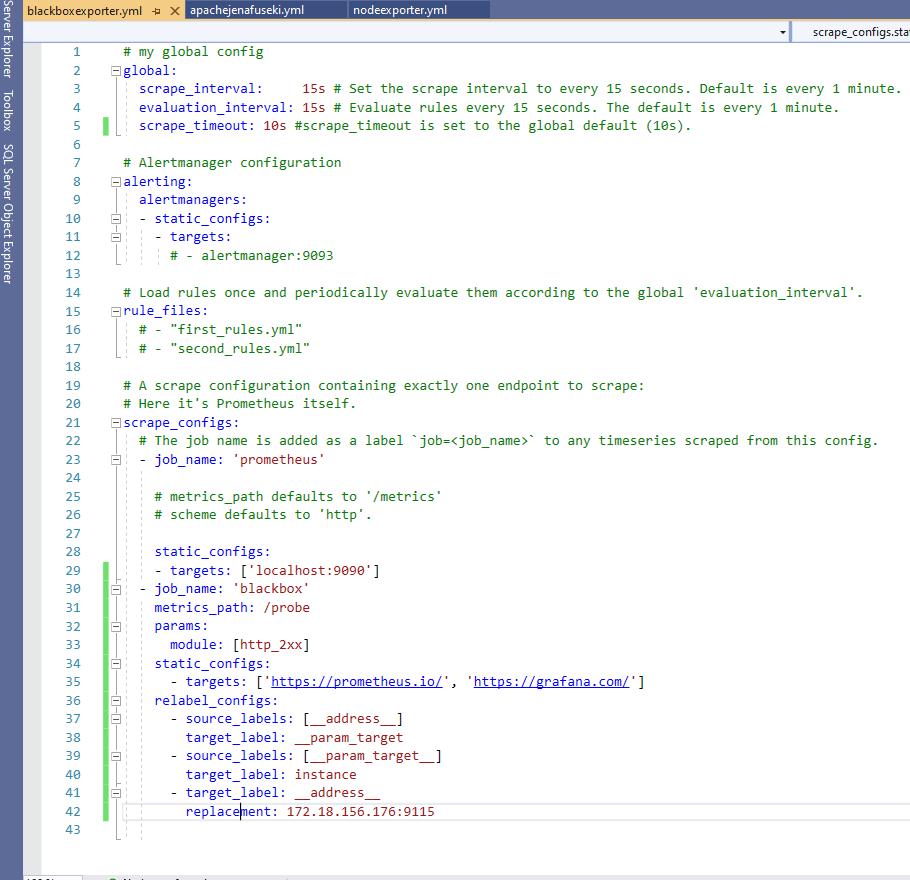 blackboxexporter.yml
apachejenafuseki.yml
nodeexporter.yml
Server Explorer
Toolbox
SQL Server Object Explorer
scrape_configs.sta
1 # my global config
2 global:
3 scrape_interval:     15s # Set the scrape interval to every 15 seconds. Default is every 1 minute.
4 evaluation_interval: 15s # Evaluate rules every 15 seconds. The default is every 1 minute.
5 scrape_timeout: 10s #scrape_timeout is set to the global default (10s).
6
7 # Alertmanager configuration
8 alerting:
9 alertmanagers:
10 - static_configs:
11 - targets:
12 # - alertmanager:9093
13
14 # Load rules once and periodically evaluate them according to the global 'evaluation_interval'.
15 rule_files:
16 # - "first_rules.yml"
17 # - "second_rules.yml"
18
19 # A scrape configuration containing exactly one endpoint to scrape:
20 # Here it's Prometheus itself.
21 scrape_configs:
22 # The job name is added as a label `job=<job_name>` to any timeseries scraped from this config.
23 - job_name: 'prometheus'
24
25 # metrics_path defaults to '/metrics'
26 # scheme defaults to 'http'.
27
28 static_configs:
29 - targets: ['localhost:9090']
30 - job_name: 'blackbox'
31 metrics_path: /probe
32 params:
33 module: [http_2xx]
34 static_configs:
35 - targets: ['https://prometheus.io/', 'https://grafana.com/']
36 relabel_configs:
37 - source_labels: [__address__]
38 target_label: __param_target
39 - source_labels: [__param_target__]
40 target_label: instance
41 - target_label: __address__
42 replacement: 172.18.156.176:9115
43